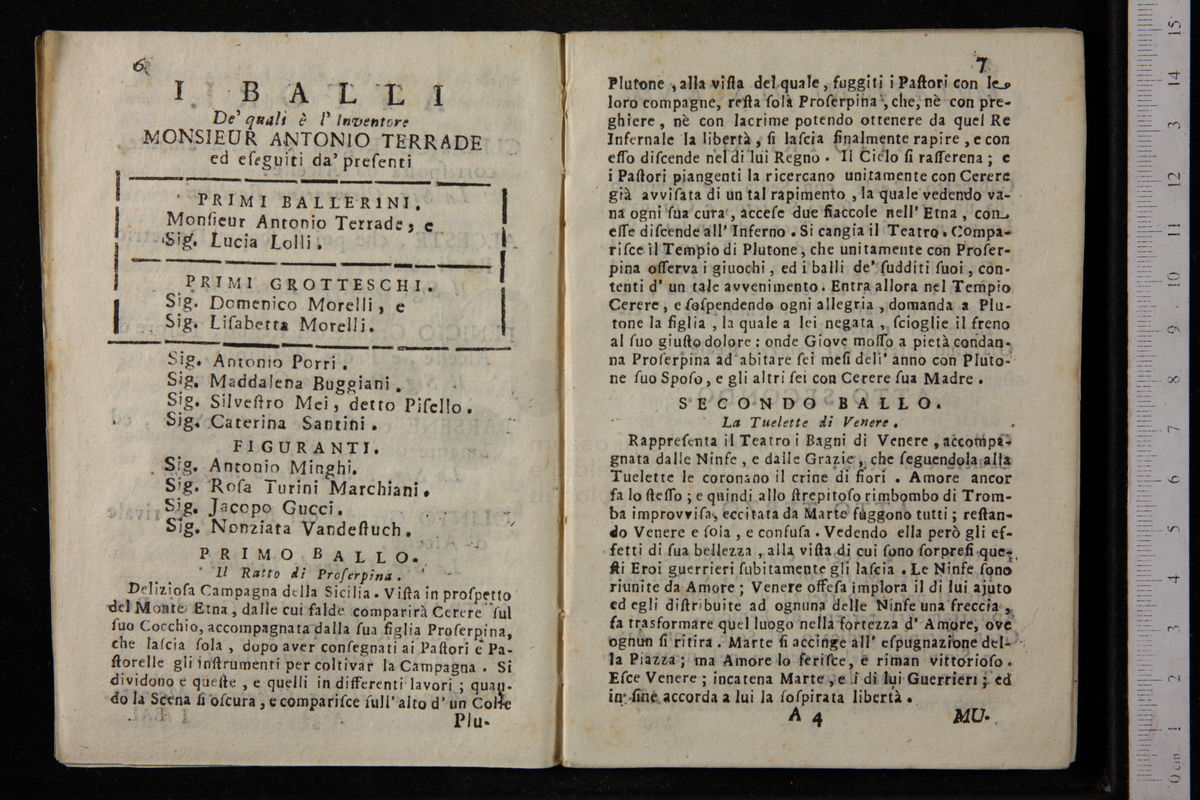 6
I BALLI
De' quali è l' Inventore
MONSIEUR ANTONIO TERRADE
ed eſeguiti da' preſenti
PRIMI BALLERINI.
Monſieur Antonio Terrade, e
Sig. Lucia Lolli.
PRIMI GROTTESCHI.
Sig. Domenico Morelli, e
Sig. Liſabetta Morelli.
Sig. Antonio Porri.
Sig. Maddalena Buggiani.
Sig. Silveſtro Mei, detto Piſello.
Sig. Caterina Santini.
FIGURANTI.
Sig. Antonio Minghi.
Sig. Roſa Turini Marchiani.
Sig. Jacopo Gucci.
Sig. Nonziata Vandeſtuch.
PRIMO BALLO.
Il Ratto di Proſerpina.
Delizioſa Campagna della Sicilia. Viſta in proſpetto
del Monte Etna, dalle cui falde comparirà Cerere ſul
ſuo Cocchio, accompagnata dalla ſua figlia Proſerpina,
che laſcia ſola, dopo aver conſegnati ai Paſtori e Pa-
ſtorelle gli inſtrumenti per coltivar la Campagna. Si
dividono e queſte, e quelli in differenti lavori; quan-
do la Scena ſi oſcura, e compariſce ſull' alto d' un Colle
Plu-
7
Plutone, alla viſta del quale, fuggiti i Paſtori con le
loro compagne, reſta ſola Proſerpina, che, nè con pre-
ghiere, nè con lacrime potendo ottenere da quel Re
Infernale la libertà, ſi laſcia finalmente rapire, e con
eſſo diſcende nel di lui Regno. Il Cielo ſi raſſerena; e
i Paſtori piangenti la ricercano unitamente con Cerere
già avviſata di un tal rapimento, la quale vedendo va-
na ogni ſua cura, acceſe due fiaccole nell' Etna, con
eſſe diſcende all' Inferno. Si cangia il Teatro. Compa-
riſce il Tempio di Plutone, che unitamente con Proſer-
pina oſſerva i giuochi, ed i balli de' ſudditi ſuoi, con-
tenti d' un tale avvenimento. Entra allora nel Tempio
Cerere, e ſoſpendendo ogni allegria, domanda a Plu-
tone la figlia, la quale a lei negata, ſcioglie il freno
al ſuo giuſto dolore: onde Giove moſſo a pietà condan-
na Proſerpina ad abitare ſei meſi dell' anno con Pluto-
ne ſuo Spoſo, e gli altri ſei con Cerere ſua Madre.
SECONDO BALLO.
La Tuelette di Venere.
Rappreſenta il Teatro i Bagni di Venere, accompa-
gnata dalle Ninfe, e dalle Grazie, che ſeguendola alla
Tuelette le coronano il crine di fiori. Amore ancor
fa lo ſteſſo; e quindi allo ſtrepitoſo rimbombo di Trom-
ba improvviſa, eccitata da Marte fuggono tutti; reſtan-
do Venere e ſola, e confuſa. Vedendo ella però gli ef-
fetti di ſua bellezza, alla viſta di cui ſono ſorpreſi que-
ſti Eroi guerrieri ſubitamente gli laſcia. Le Ninfe ſono
riunite da Amore; Venere offeſa implora il di lui ajuto
ed egli diſtribuite ad ognuna delle Ninfe una freccia,
fa trasformare quel luogo nella fortezza d' Amore, ove
ognun ſi ritira. Marte ſi accinge all' eſpugnazione del-
la Piazza; ma Amore lo feriſce, e riman vittorioſo.
Eſce Venere; incatena Marte, e i di lui Guerrieri; ed
in fine accorda a lui la ſoſpirata libertà.
A 4
MU-
0 cm 1 2 3 4 5 6 7 8 9 10 11 12 13 14 15